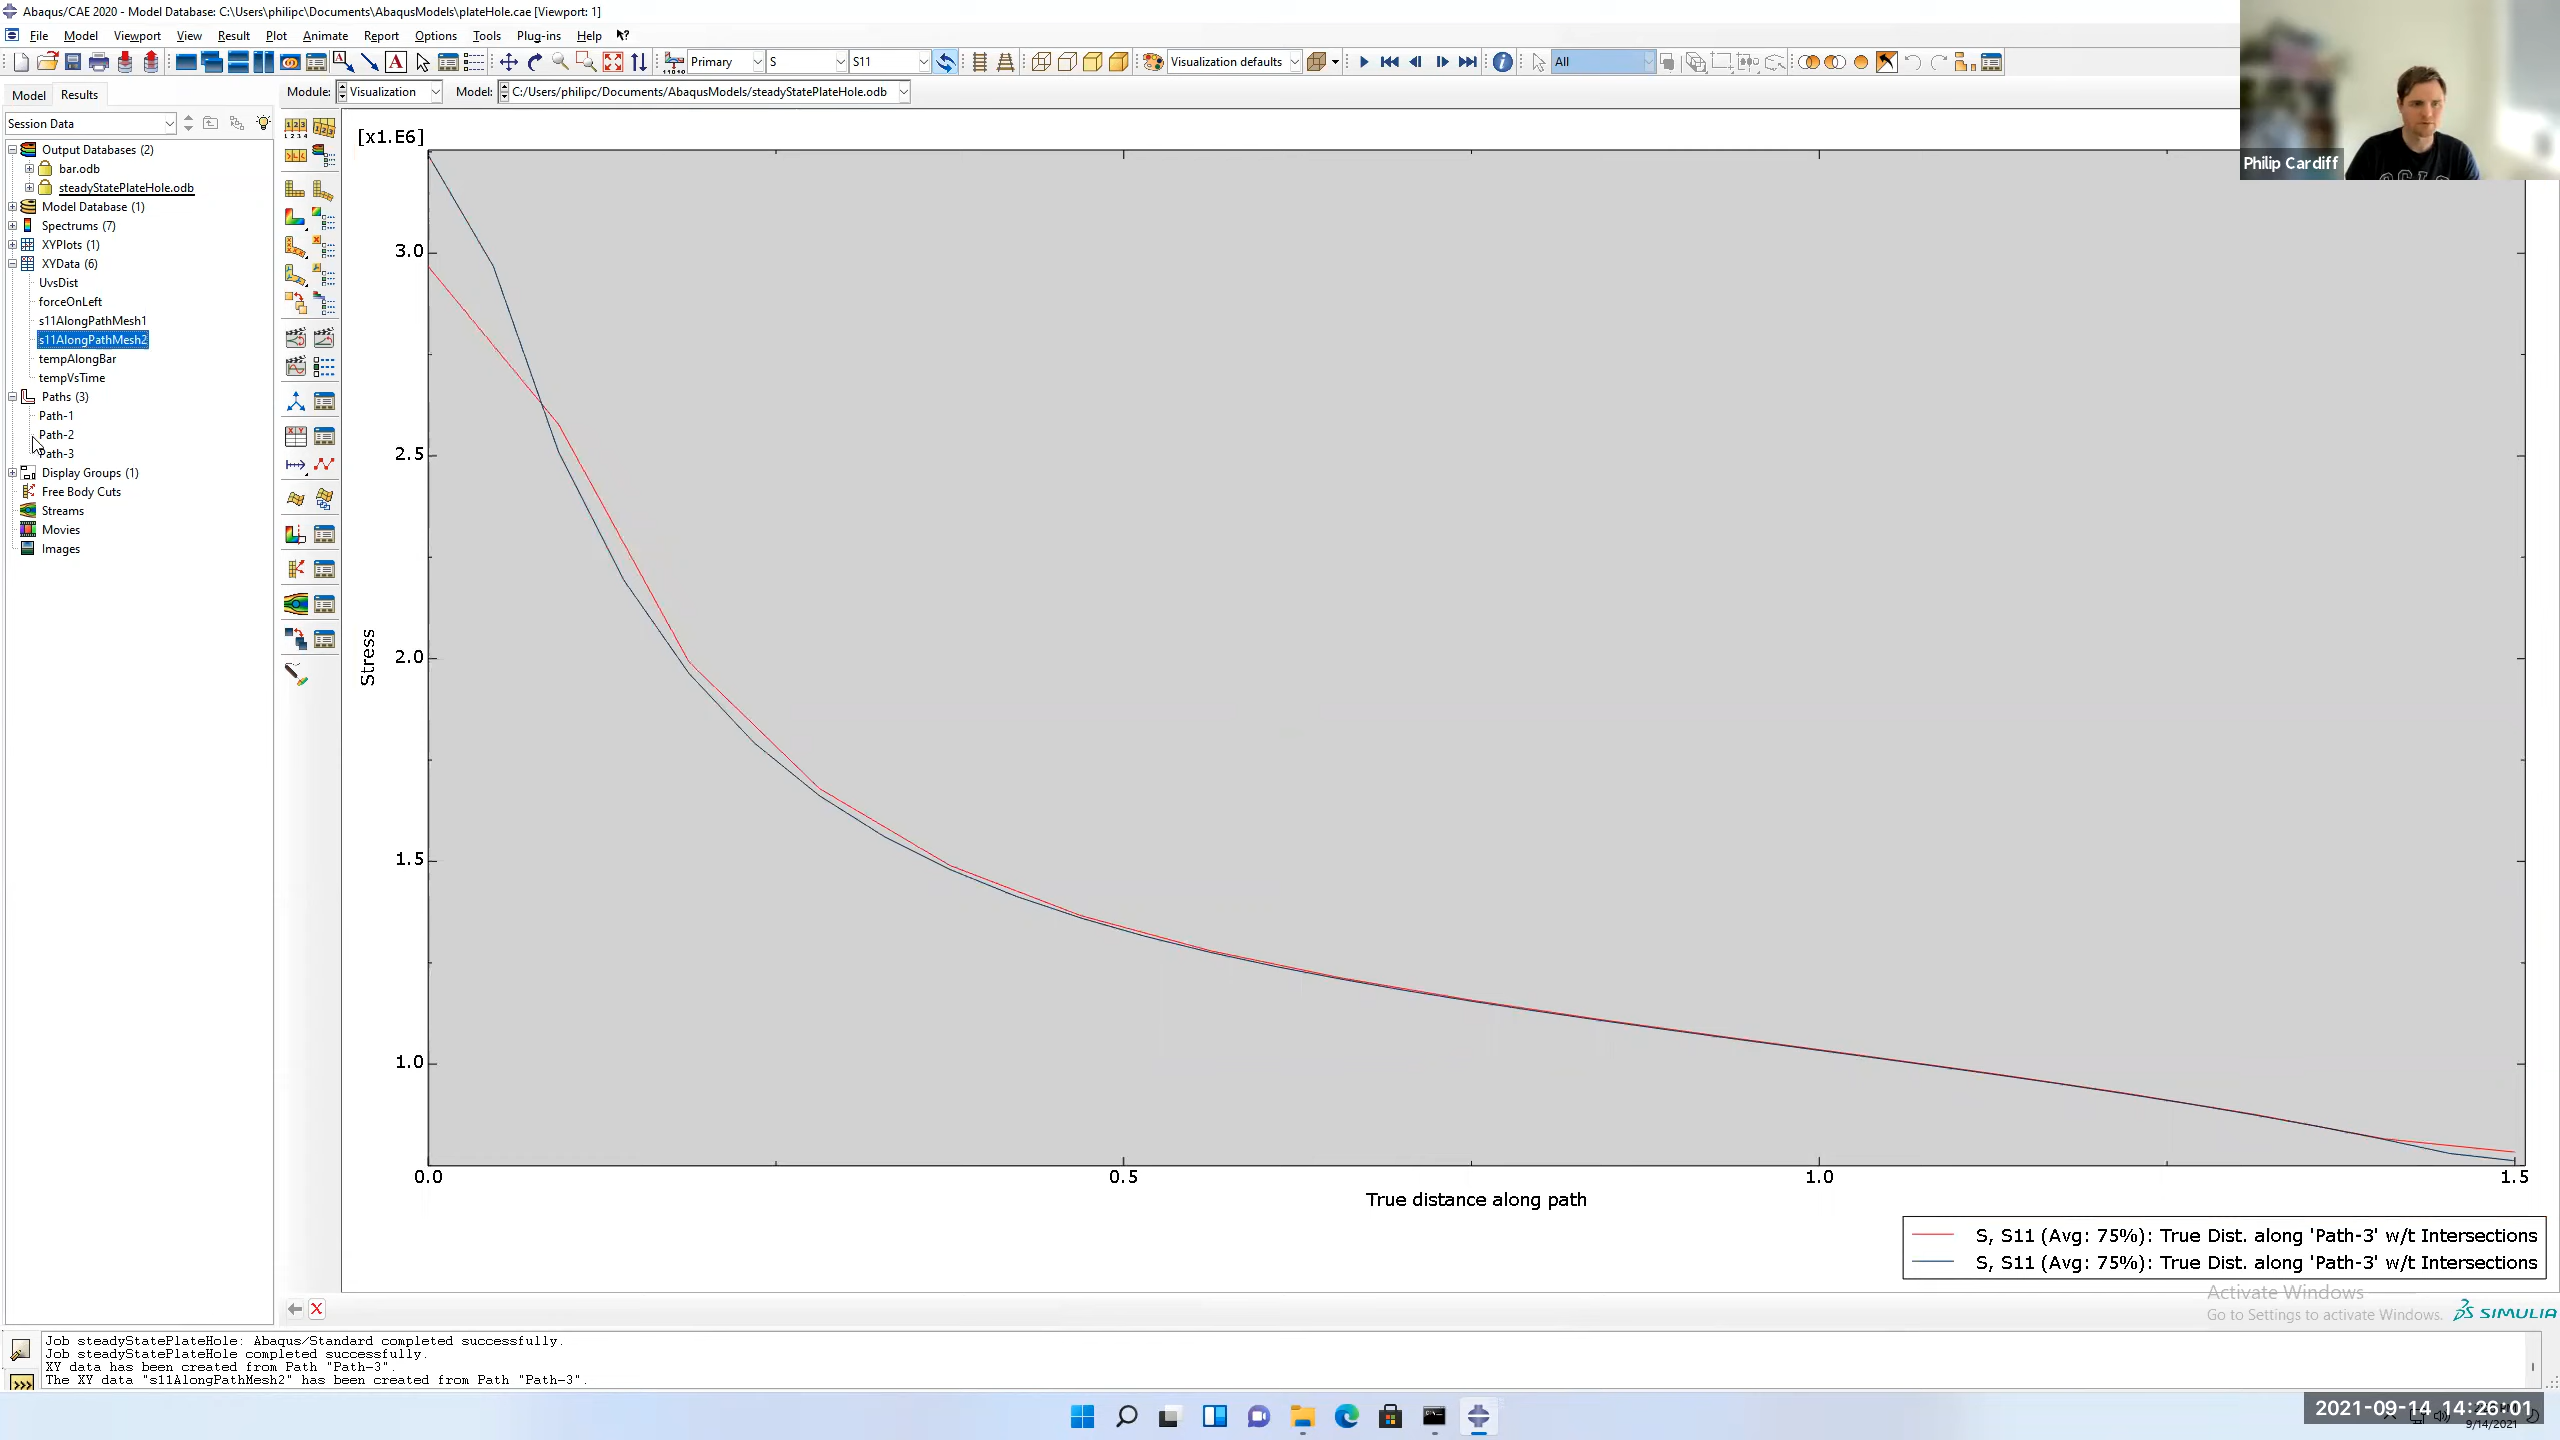 Abaqus/CAE 2020 - Model Database: C:\Users\philipc\Documents\AbaqusModels\plateHole.cae [Viewport: 1]
File Model Viewport View Result Plot Animate Report Options Tools Plug-ins Help
Primary S S11 All Visualization defaults
Model Results
Module: Visualization Model: C:/Users/philipc/Documents/AbaqusModels/steadyStatePlateHole.odb
Session Data
Output Databases (2)
bar.odb
steadyStatePlateHole.odb
Model Database (1)
Spectrums (7)
XYPlots (1)
XYData (6)
UvsDist
forceOnLeft
s11AlongPathMesh1
s11AlongPathMesh2
tempAlongBar
tempVsTime
Paths (3)
Path-1
Path-2
Path-3
Display Groups (1)
Free Body Cuts
Streams
Movies
Images
Philip Cardiff
[x1.E6]
3.0
2.5
2.0
1.5
1.0
Stress
0.0 0.5 1.0 1.5
True distance along path
S, S11 (Avg: 75%): True Dist. along 'Path-3' w/t Intersections
S, S11 (Avg: 75%): True Dist. along 'Path-3' w/t Intersections
Activate Windows
Go to Settings to activate Windows.
SIMULIA
Job steadyStatePlateHole: Abaqus/Standard completed successfully.
Job steadyStatePlateHole completed successfully.
XY data has been created from Path "Path-3".
The XY data "s11AlongPathMesh2" has been created from Path "Path-3".
2021-09-14 14:26:01
9/14/2021